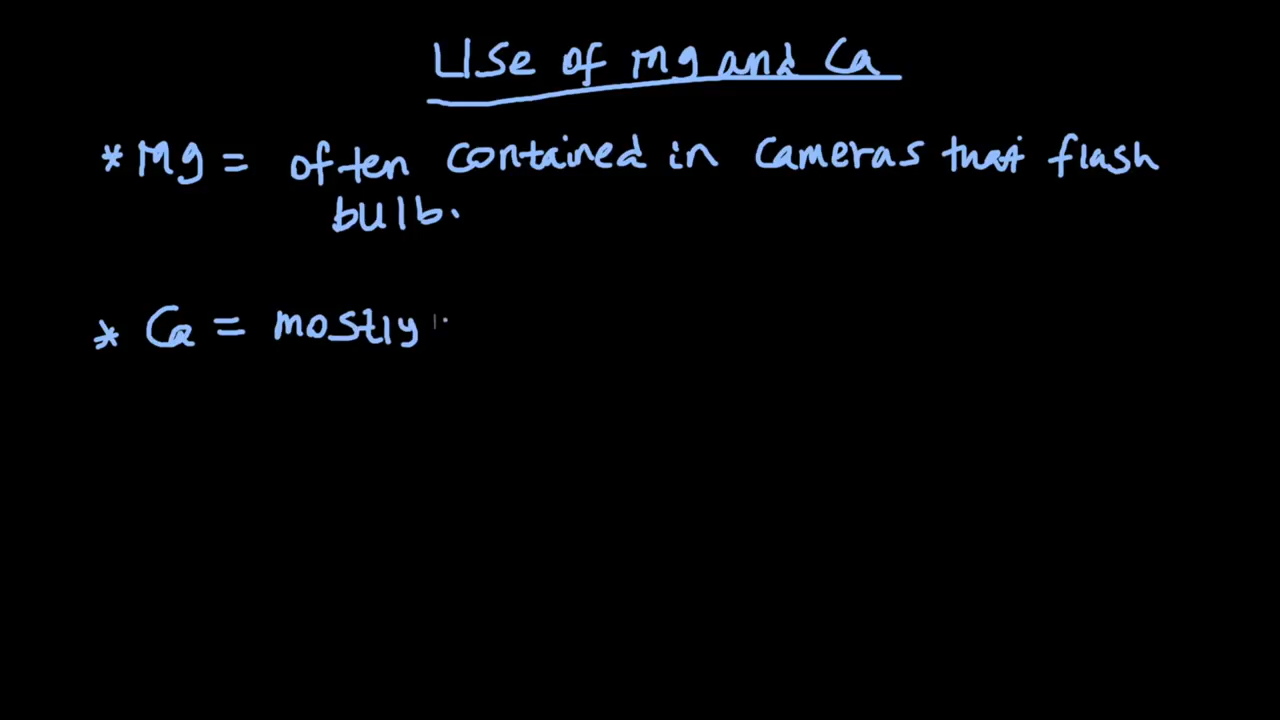 Use of Mg and Ca
* Mg = often contained in cameras that flash
bulb.
* Ca = mostly